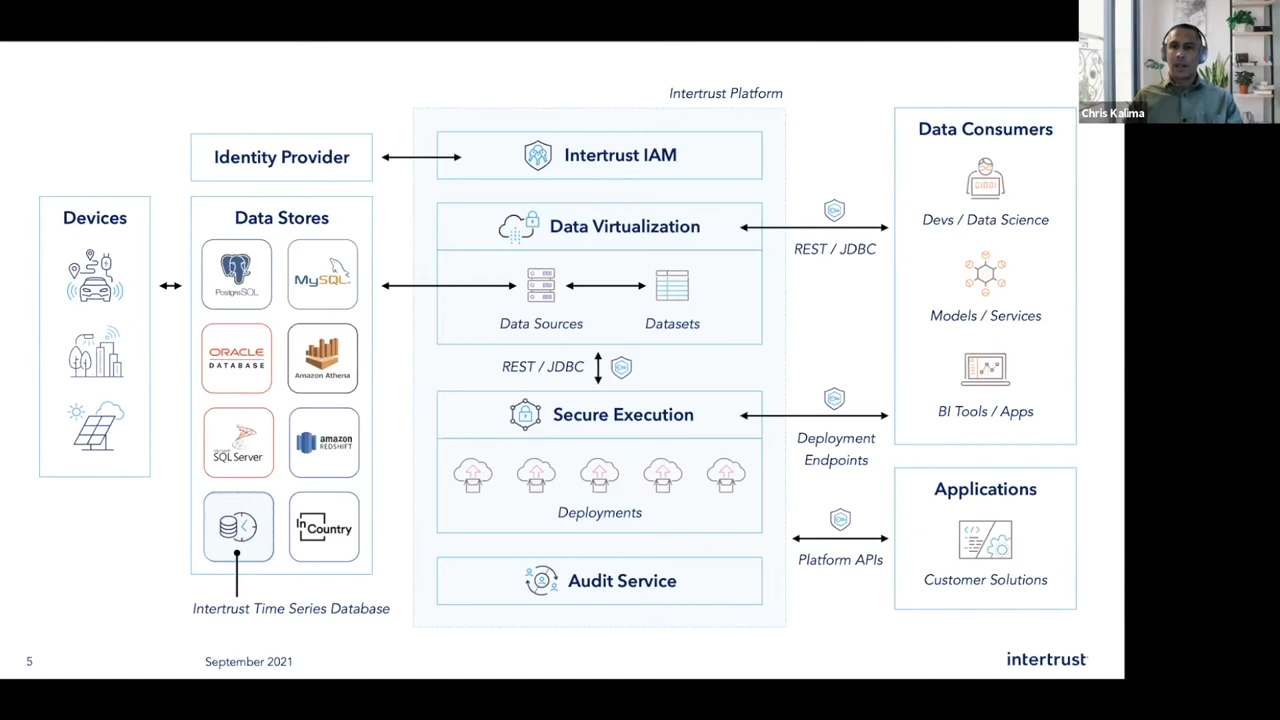 Chris Kalima
Intertrust Platform
Identity Provider
Intertrust IAM
Data Consumers
Devs / Data Science
Models / Services
BI Tools / Apps
Devices
Data Stores
PostgreSQL
MySQL
ORACLE
DATABASE
Amazon Athena
Microsoft
SQL Server
amazon
REDSHIFT
In
Country
Intertrust Time Series Database
Data Virtualization
Data Sources
Datasets
REST / JDBC
REST / JDBC
Secure Execution
Deployments
Deployment
Endpoints
Audit Service
Platform APIs
Applications
Customer Solutions
5
September 2021
intertrust